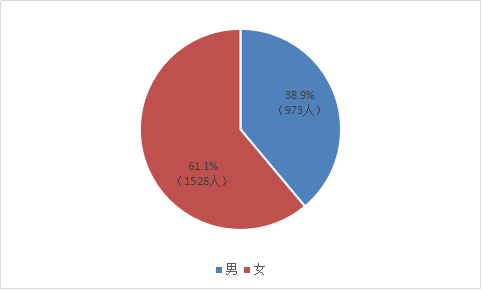 38.9%
（973人）
61.1%
（1528人）
男 女